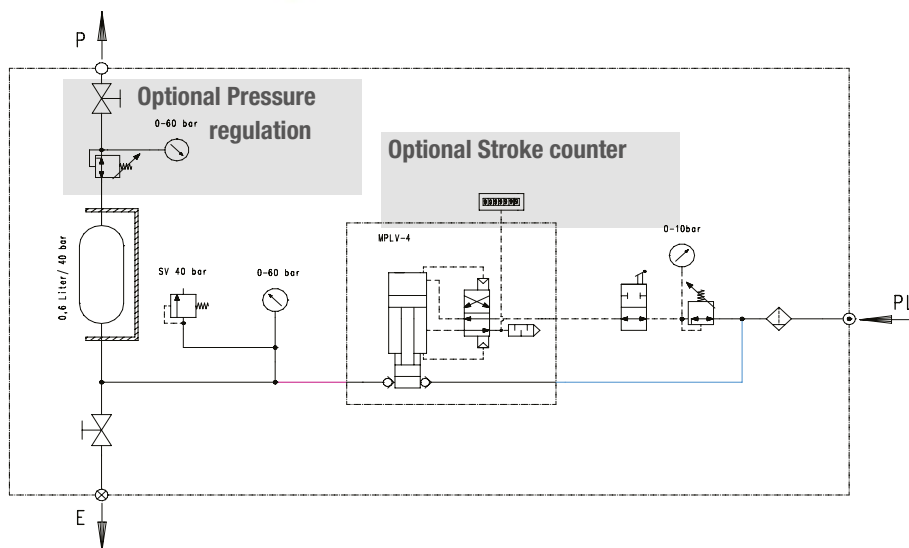 P
Optional Pressure
regulation
0-60 bar
Optional Stroke counter
MPLV-4
0-10bar
0,6 Liter/ 40 bar
SV 40 bar
0-60 bar
PL
E